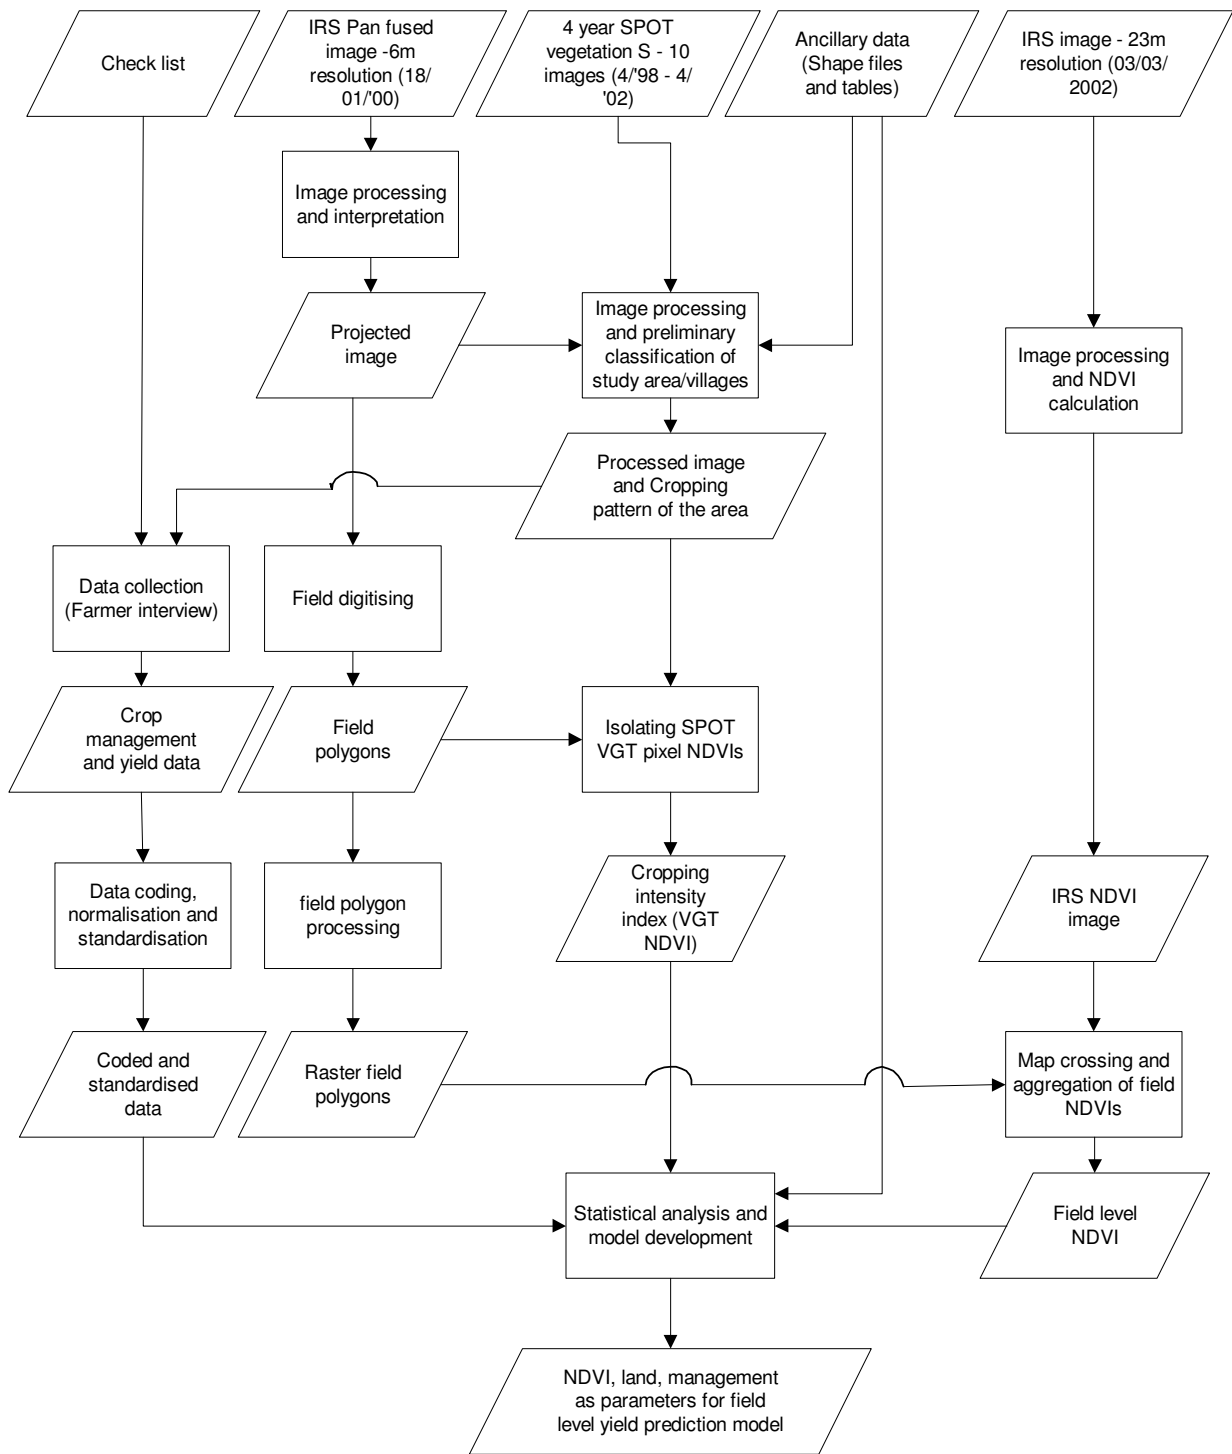 Check list
IRS Pan fused
image -6m
resolution (18/
01/'00)
4 year SPOT
vegetation S - 10
images (4/'98 - 4/
'02)
Ancillary data
(Shape files
and tables)
IRS image - 23m
resolution (03/03/
2002)
Image processing
and interpretation
Projected
image
Image processing
and preliminary
classification of
study area/villages
Image processing
and NDVI
calculation
Processed image
and Cropping
pattern of the area
Data collection
(Farmer interview)
Field digitising
Crop
management
and yield data
Field
polygons
Isolating SPOT
VGT pixel NDVIs
Data coding,
normalisation and
standardisation
field polygon
processing
Cropping
intensity
index (VGT
NDVI)
IRS NDVI
image
Coded and
standardised
data
Raster field
polygons
Map crossing and
aggregation of field
NDVIs
Statistical analysis and
model development
Field level
NDVI
NDVI, land, management
as parameters for field
level yield prediction model